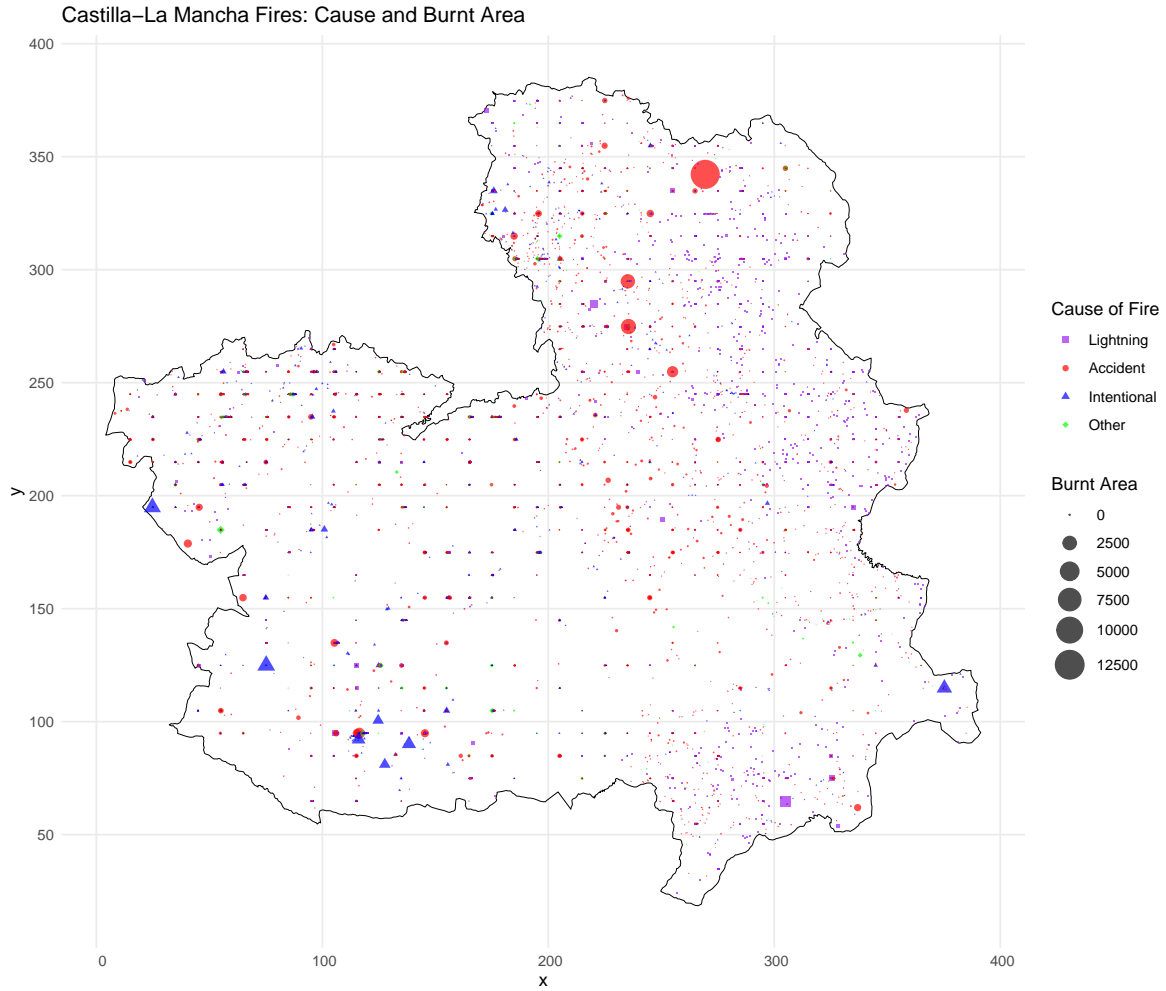 Castilla−La Mancha Fires: Cause and Burnt Area
400
350
300
250
200
150
100
50
y
0
100
200
300
400
x
Cause of Fire
Lightning
Accident
Intentional
Other
Burnt Area
0
2500
5000
7500
10000
12500